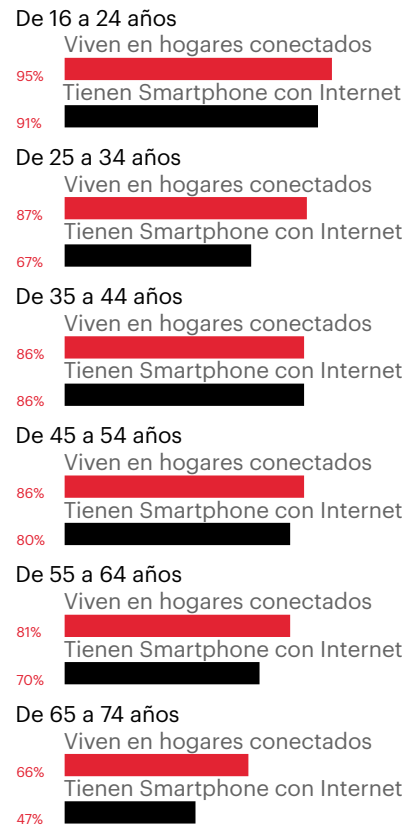 De 16 a 24 años
Viven en hogares conectados
95%
Tienen Smartphone con Internet
91%
De 25 a 34 años
Viven en hogares conectados
87%
Tienen Smartphone con Internet
67%
De 35 a 44 años
Viven en hogares conectados
86%
Tienen Smartphone con Internet
86%
De 45 a 54 años
Viven en hogares conectados
86%
Tienen Smartphone con Internet
80%
De 55 a 64 años
Viven en hogares conectados
81%
Tienen Smartphone con Internet
70%
De 65 a 74 años
Viven en hogares conectados
66%
Tienen Smartphone con Internet
47%